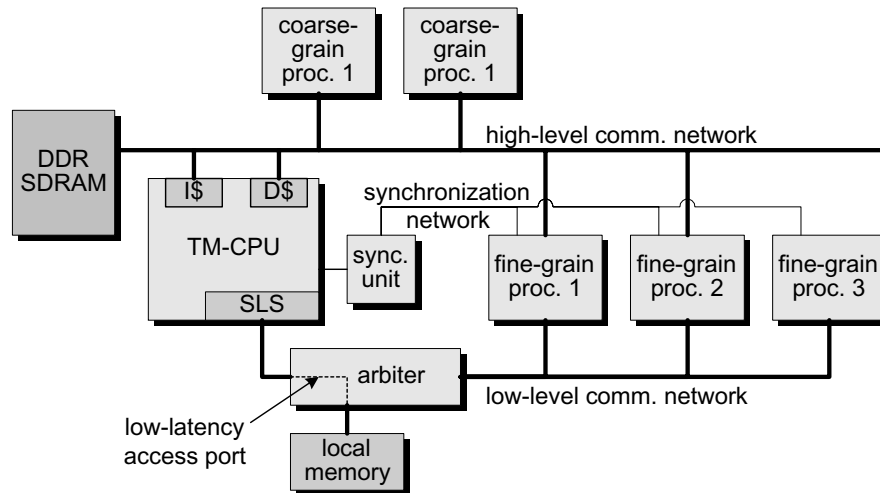 coarse-
grain
proc. 1
coarse-
grain
proc. 1
high-level comm. network
DDR
SDRAM
I$
D$
TM-CPU
SLS
synchronization
network
sync.
unit
fine-grain
proc. 1
fine-grain
proc. 2
fine-grain
proc. 3
arbiter
low-level comm. network
low-latency
access port
local
memory